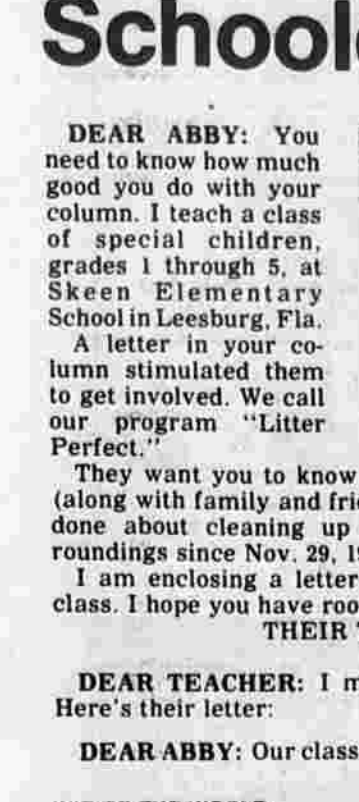 School
DEAR ABBY: You
need to know how much
good you do with your
column. I teach a class
of special children,
grades 1 through 5, at
Skeen Elementary
School in Leesburg, Fla.
A letter in your co-
lumn stimulated them
to get involved. We call
our program "Litter
Perfect."
They want you to know
(along with family and fri
done about cleaning up
roundings since Nov. 29, 1
I am enclosing a letter
class. I hope you have roo
THEIR
DEAR TEACHER: I m
Here's their letter:
DEAR ABBY: Our class